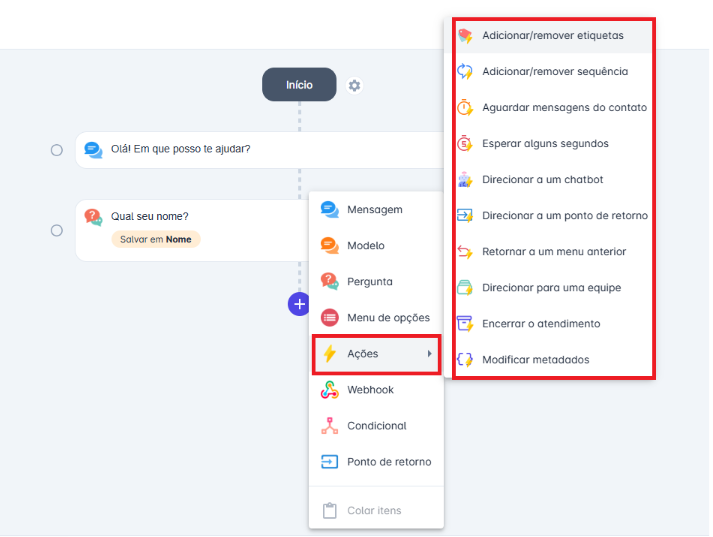 Início
Olá! Em que posso te ajudar?
Qual seu nome?
Salvar em Nome
Mensagem
Modelo
Pergunta
Menu de opções
Ações
Webhook
Condicional
Ponto de retorno
Colar itens
Adicionar/remover etiquetas
Adicionar/remover sequência
Aguardar mensagens do contato
Esperar alguns segundos
Direcionar a um chatbot
Direcionar a um ponto de retorno
Retornar a um menu anterior
Direcionar para uma equipe
Encerrar o atendimento
Modificar metadados